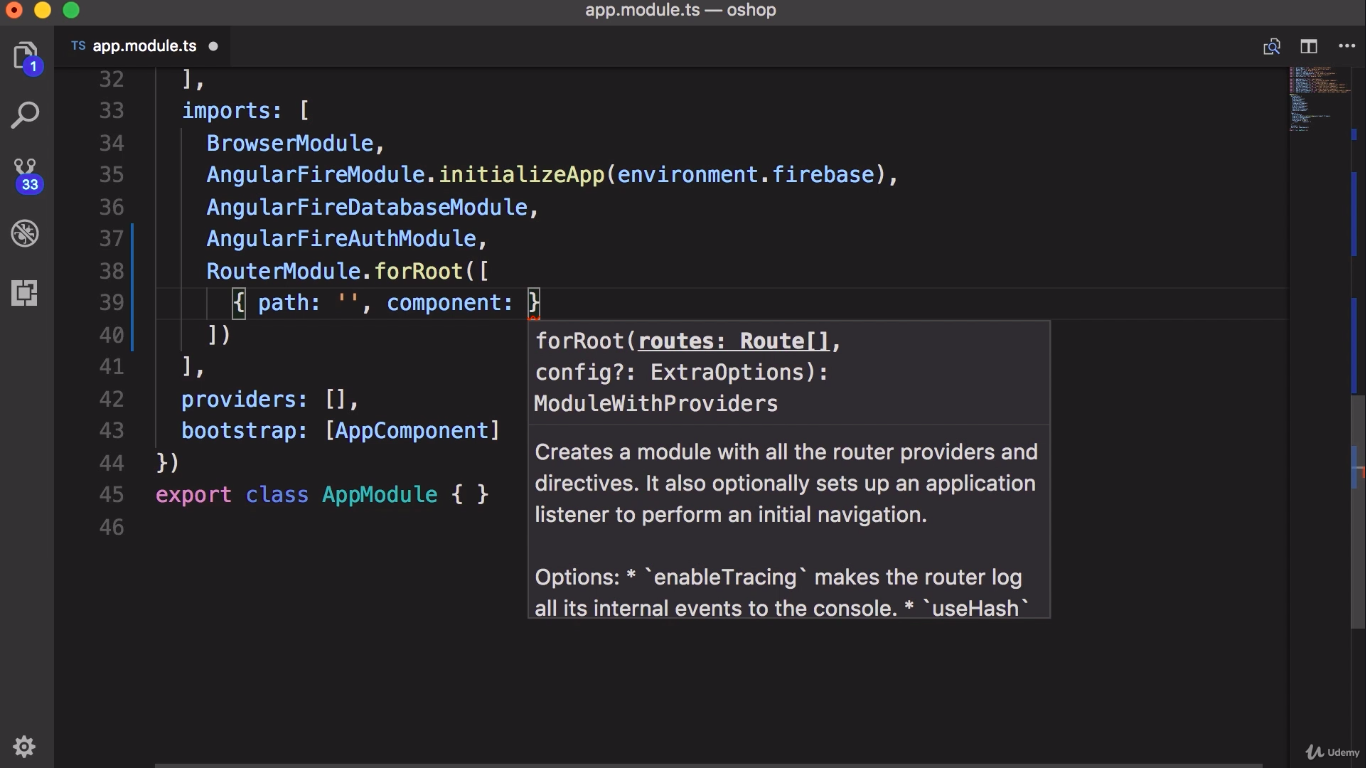 app.module.ts — oshop
TS app.module.ts
1
33
32 ],
33 imports: [
34 BrowserModule,
35 AngularFireModule.initializeApp(environment.firebase),
36 AngularFireDatabaseModule,
37 AngularFireAuthModule,
38 RouterModule.forRoot([
39 { path: '', component: }
40 ])
41 ],
42 providers: [],
43 bootstrap: [AppComponent]
44 })
45 export class AppModule { }
46
forRoot(routes: Route[],
config?: ExtraOptions):
ModuleWithProviders
Creates a module with all the router providers and
directives. It also optionally sets up an application
listener to perform an initial navigation.
Options: * `enableTracing` makes the router log
all its internal events to the console. * `useHash`
Udemy